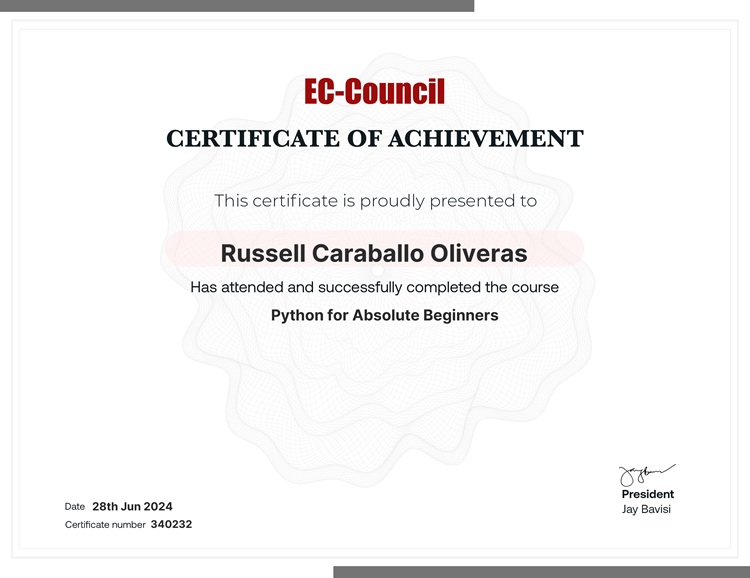 EC-Council
CERTIFICATE OF ACHIEVEMENT
This certificate is proudly presented to
Russell Caraballo Oliveras
Has attended and successfully completed the course
Python for Absolute Beginners
Date 28th Jun 2024
Certificate number 340232
President
Jay Bavisi